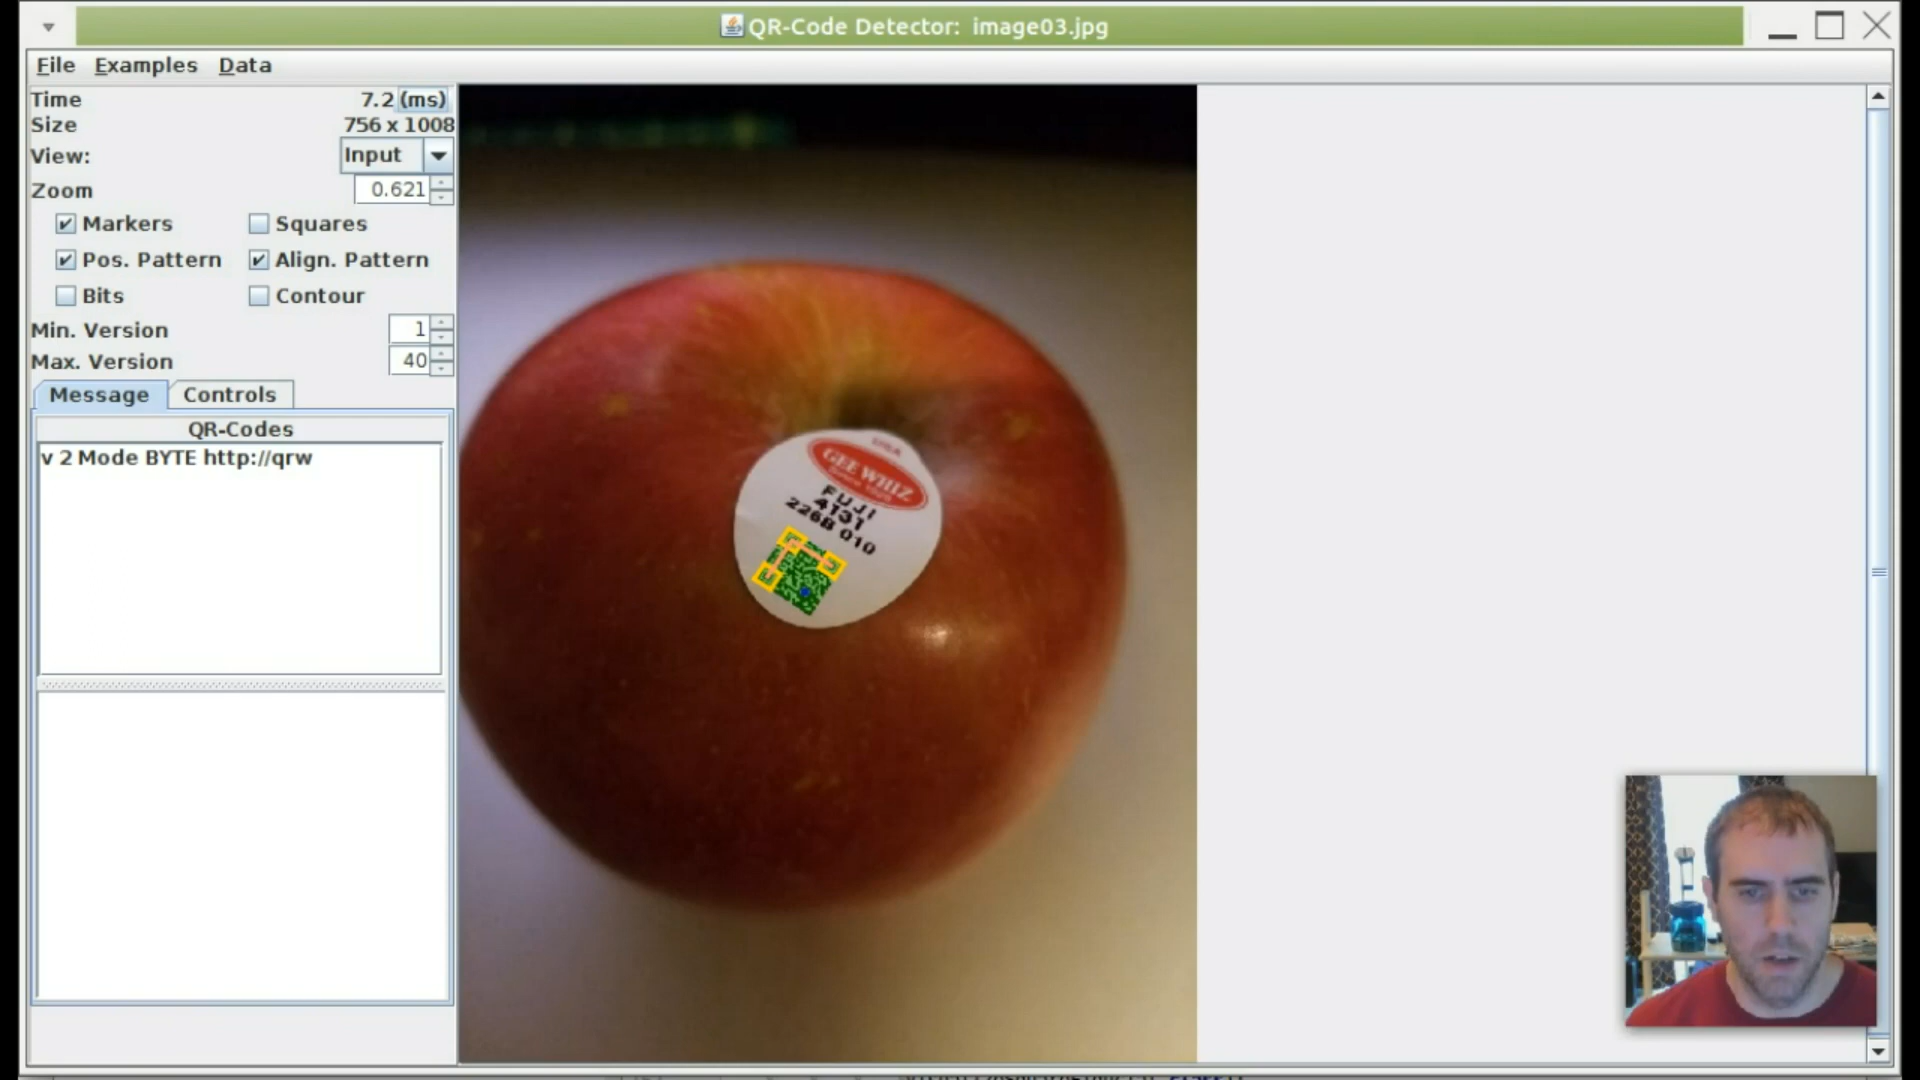 QR-Code Detector: image03.jpg
File Examples Data
Time 7.2 (ms)
Size 756 x 1008
View: Input
Zoom 0.621
Markers Squares
Pos. Pattern Align. Pattern
Bits Contour
Min. Version 1
Max. Version 40
Message Controls
QR-Codes
v 2 Mode BYTE http://qrw
USA
GEE WHIZ
FUJI
4131
226B 010